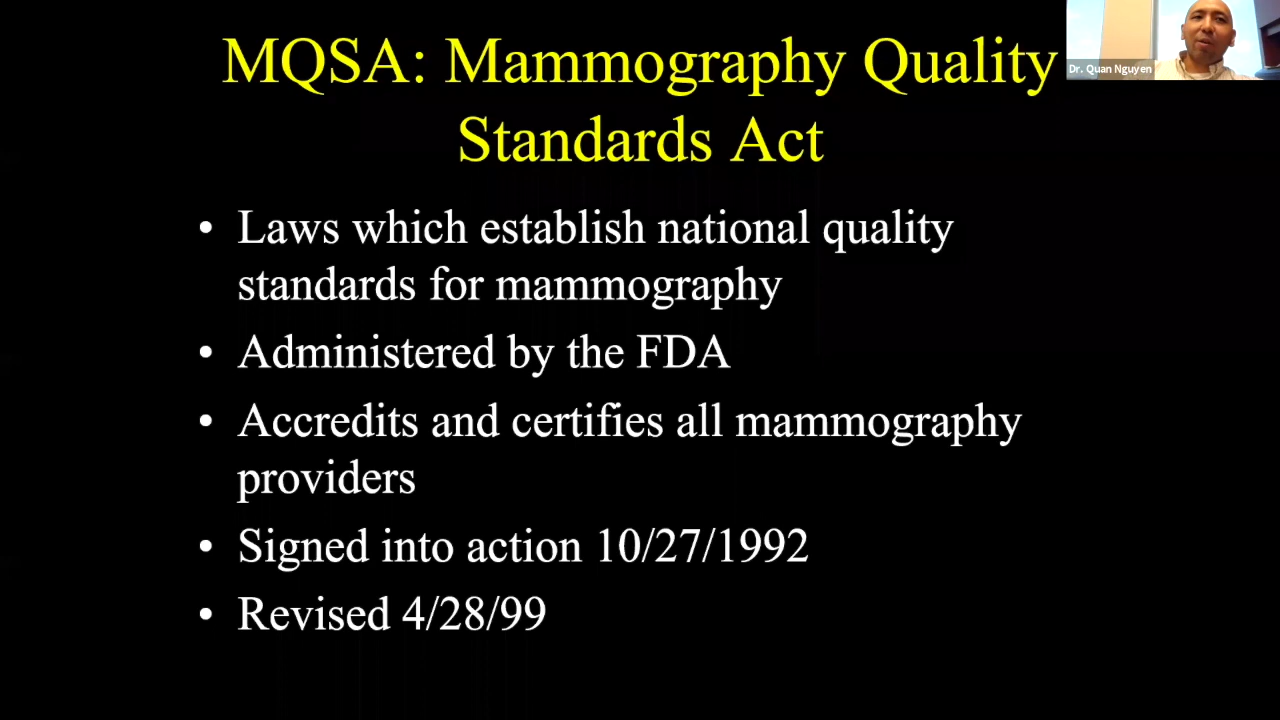 MQSA: Mammography Quality
Standards Act
Dr. Quan Nguyen
• Laws which establish national quality
standards for mammography
• Administered by the FDA
• Accredits and certifies all mammography
providers
• Signed into action 10/27/1992
• Revised 4/28/99